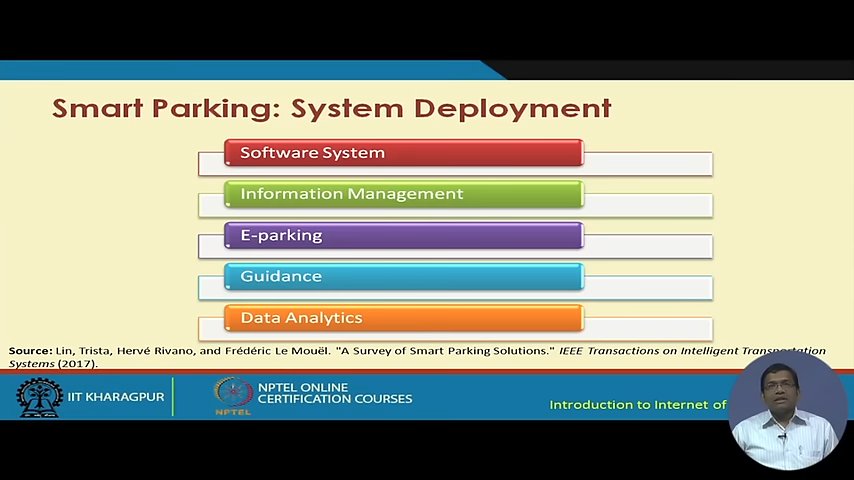 Smart Parking: System Deployment
Software System
Information Management
E-parking
Guidance
Data Analytics
Source: Lin, Trista, Hervé Rivano, and Frédéric Le Mouël. "A Survey of Smart Parking Solutions." IEEE Transactions on Intelligent Transportation
Systems (2017).
IIT KHARAGPUR
NPTEL
NPTEL ONLINE
CERTIFICATION COURSES
Introduction to Internet of